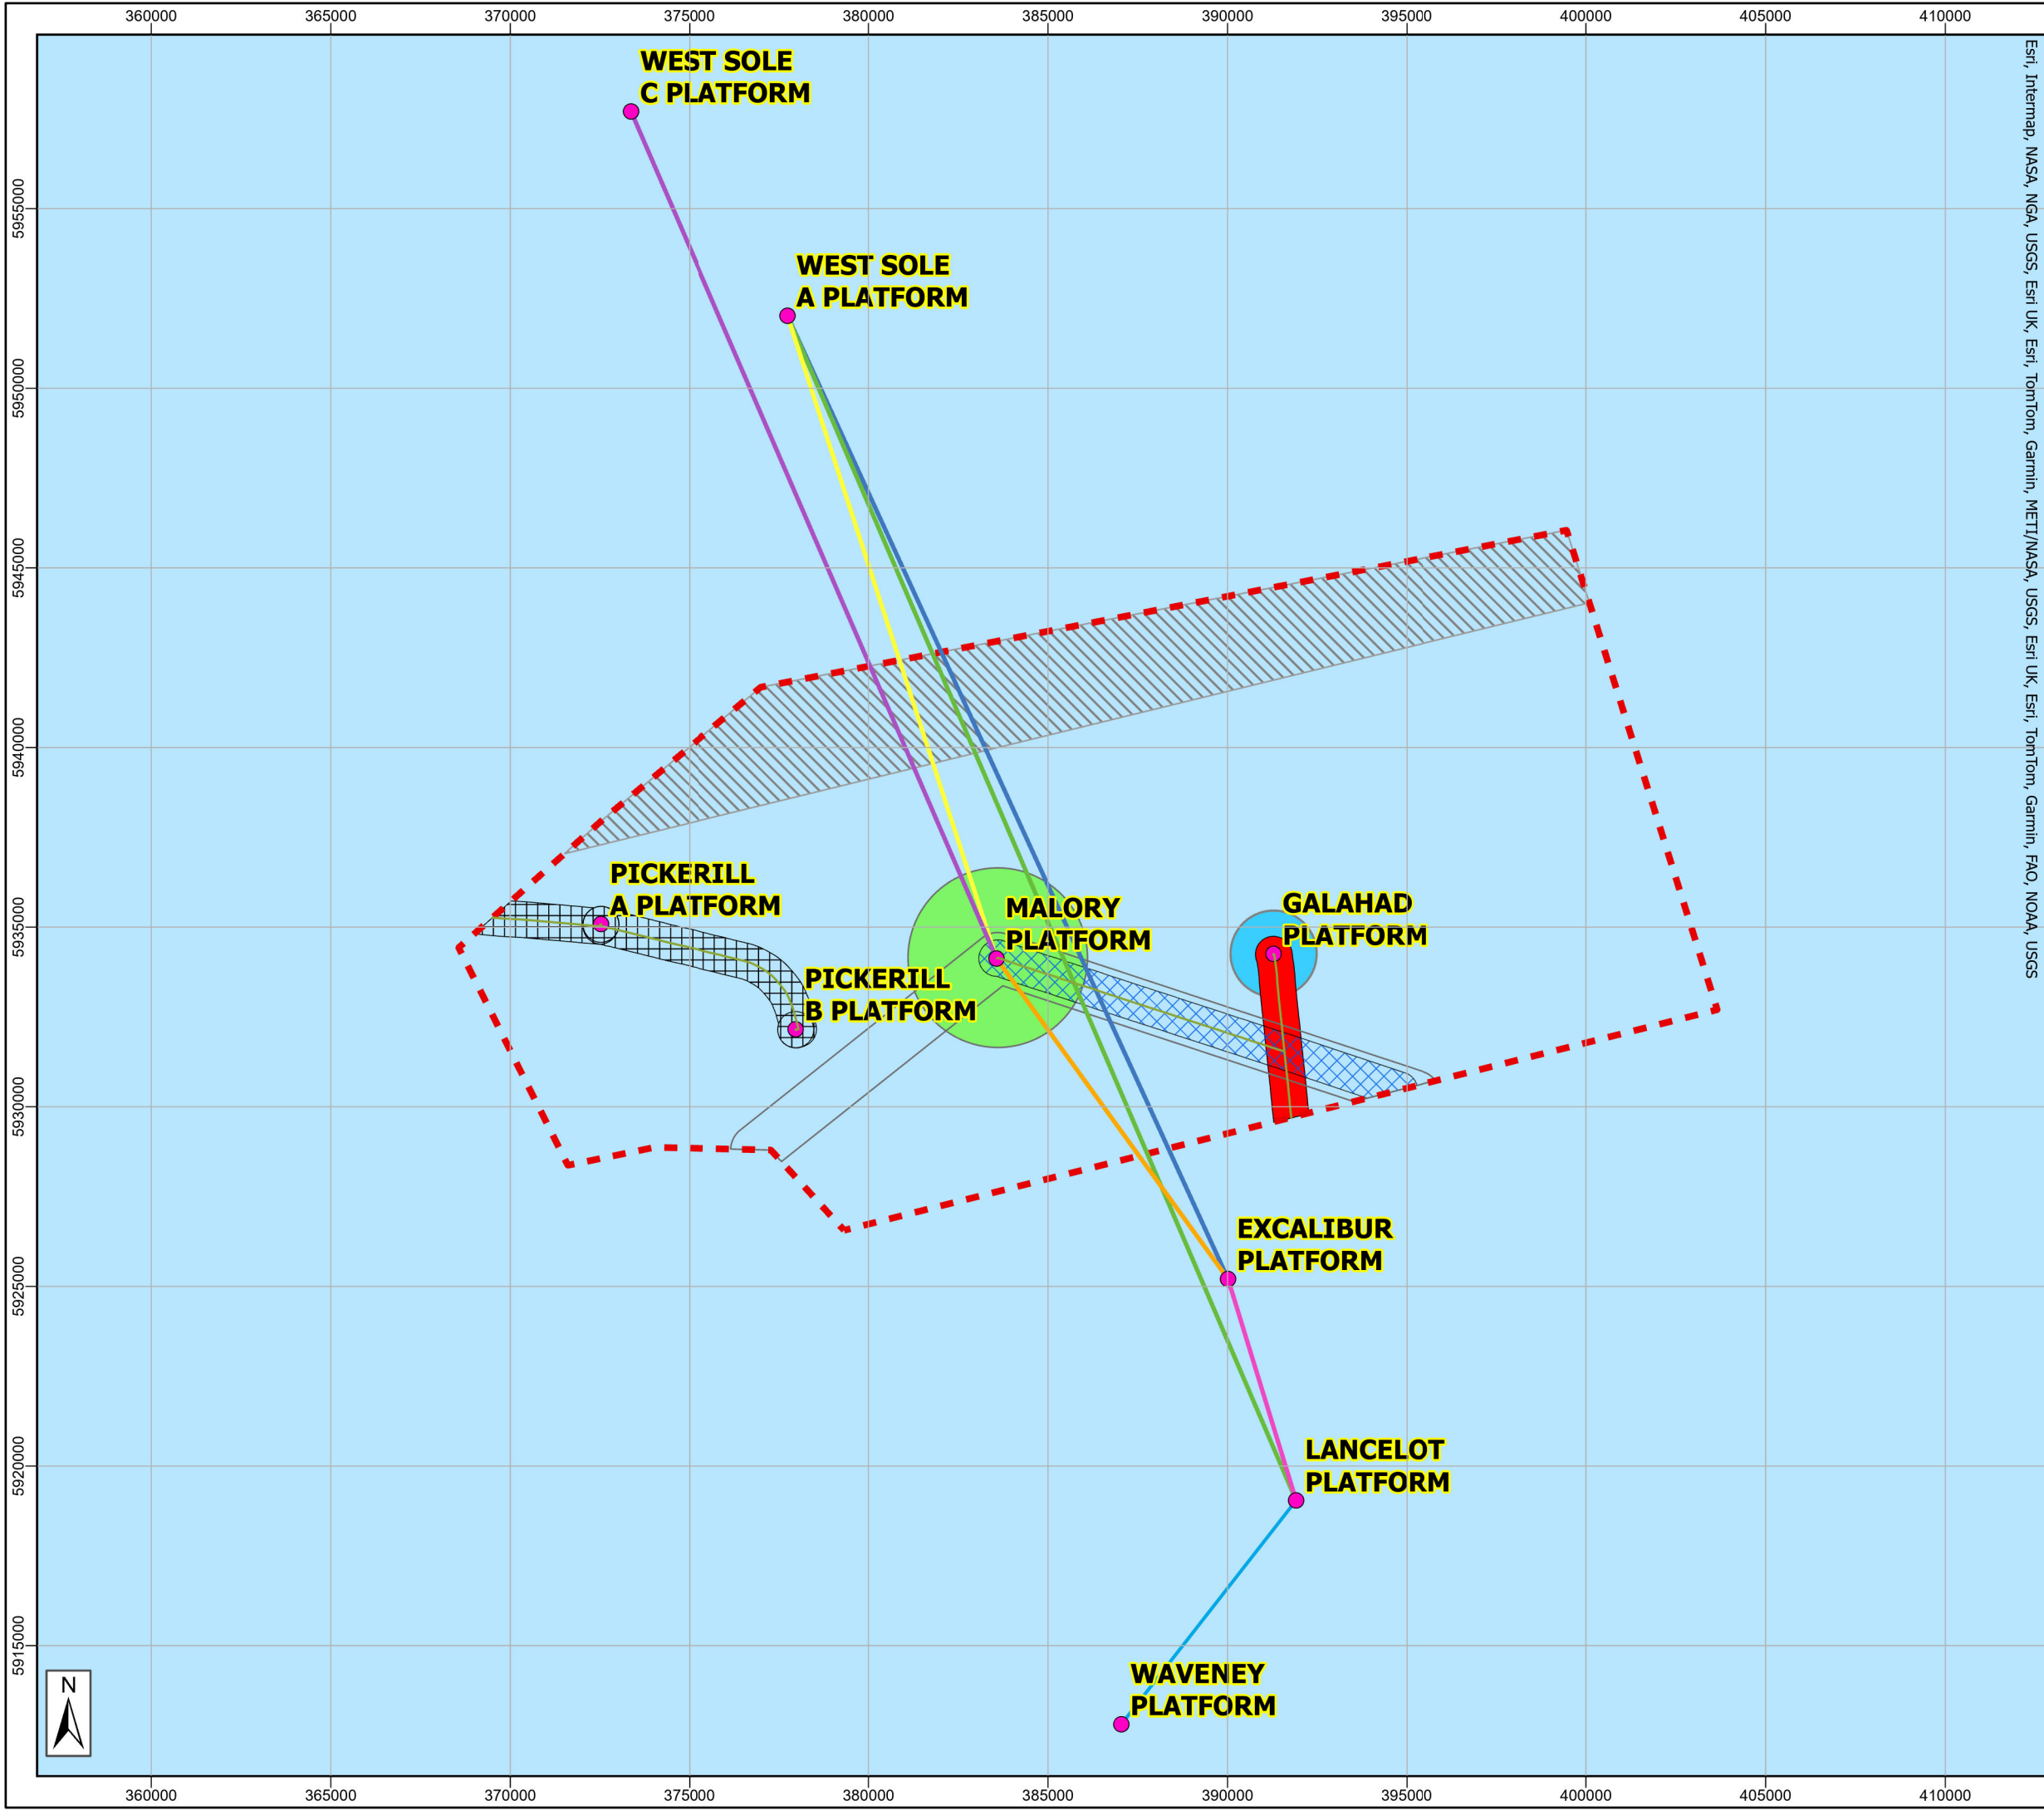 360000 365000 370000 375000 380000 385000 390000 395000 400000 405000 410000
WEST SOLE
C PLATFORM
WEST SOLE
A PLATFORM
PICKERILL
A PLATFORM
PICKERILL
B PLATFORM
MALORY
PLATFORM
GALAHAD
PLATFORM
EXCALIBUR
PLATFORM
LANCELOT
PLATFORM
WAVENEY
PLATFORM
5955000
5950000
5945000
5940000
5935000
5930000
5925000
5920000
5915000
N
360000 365000 370000 375000 380000 385000 390000 395000 400000 405000 410000
Esri, Intermap, NASA, NGA, USGS, Esri UK, Esri, TomTom, Garmin, METI/NASA, USGS, Esri UK, Esri, TomTom, Garmin, FAO, NOAA, USGS